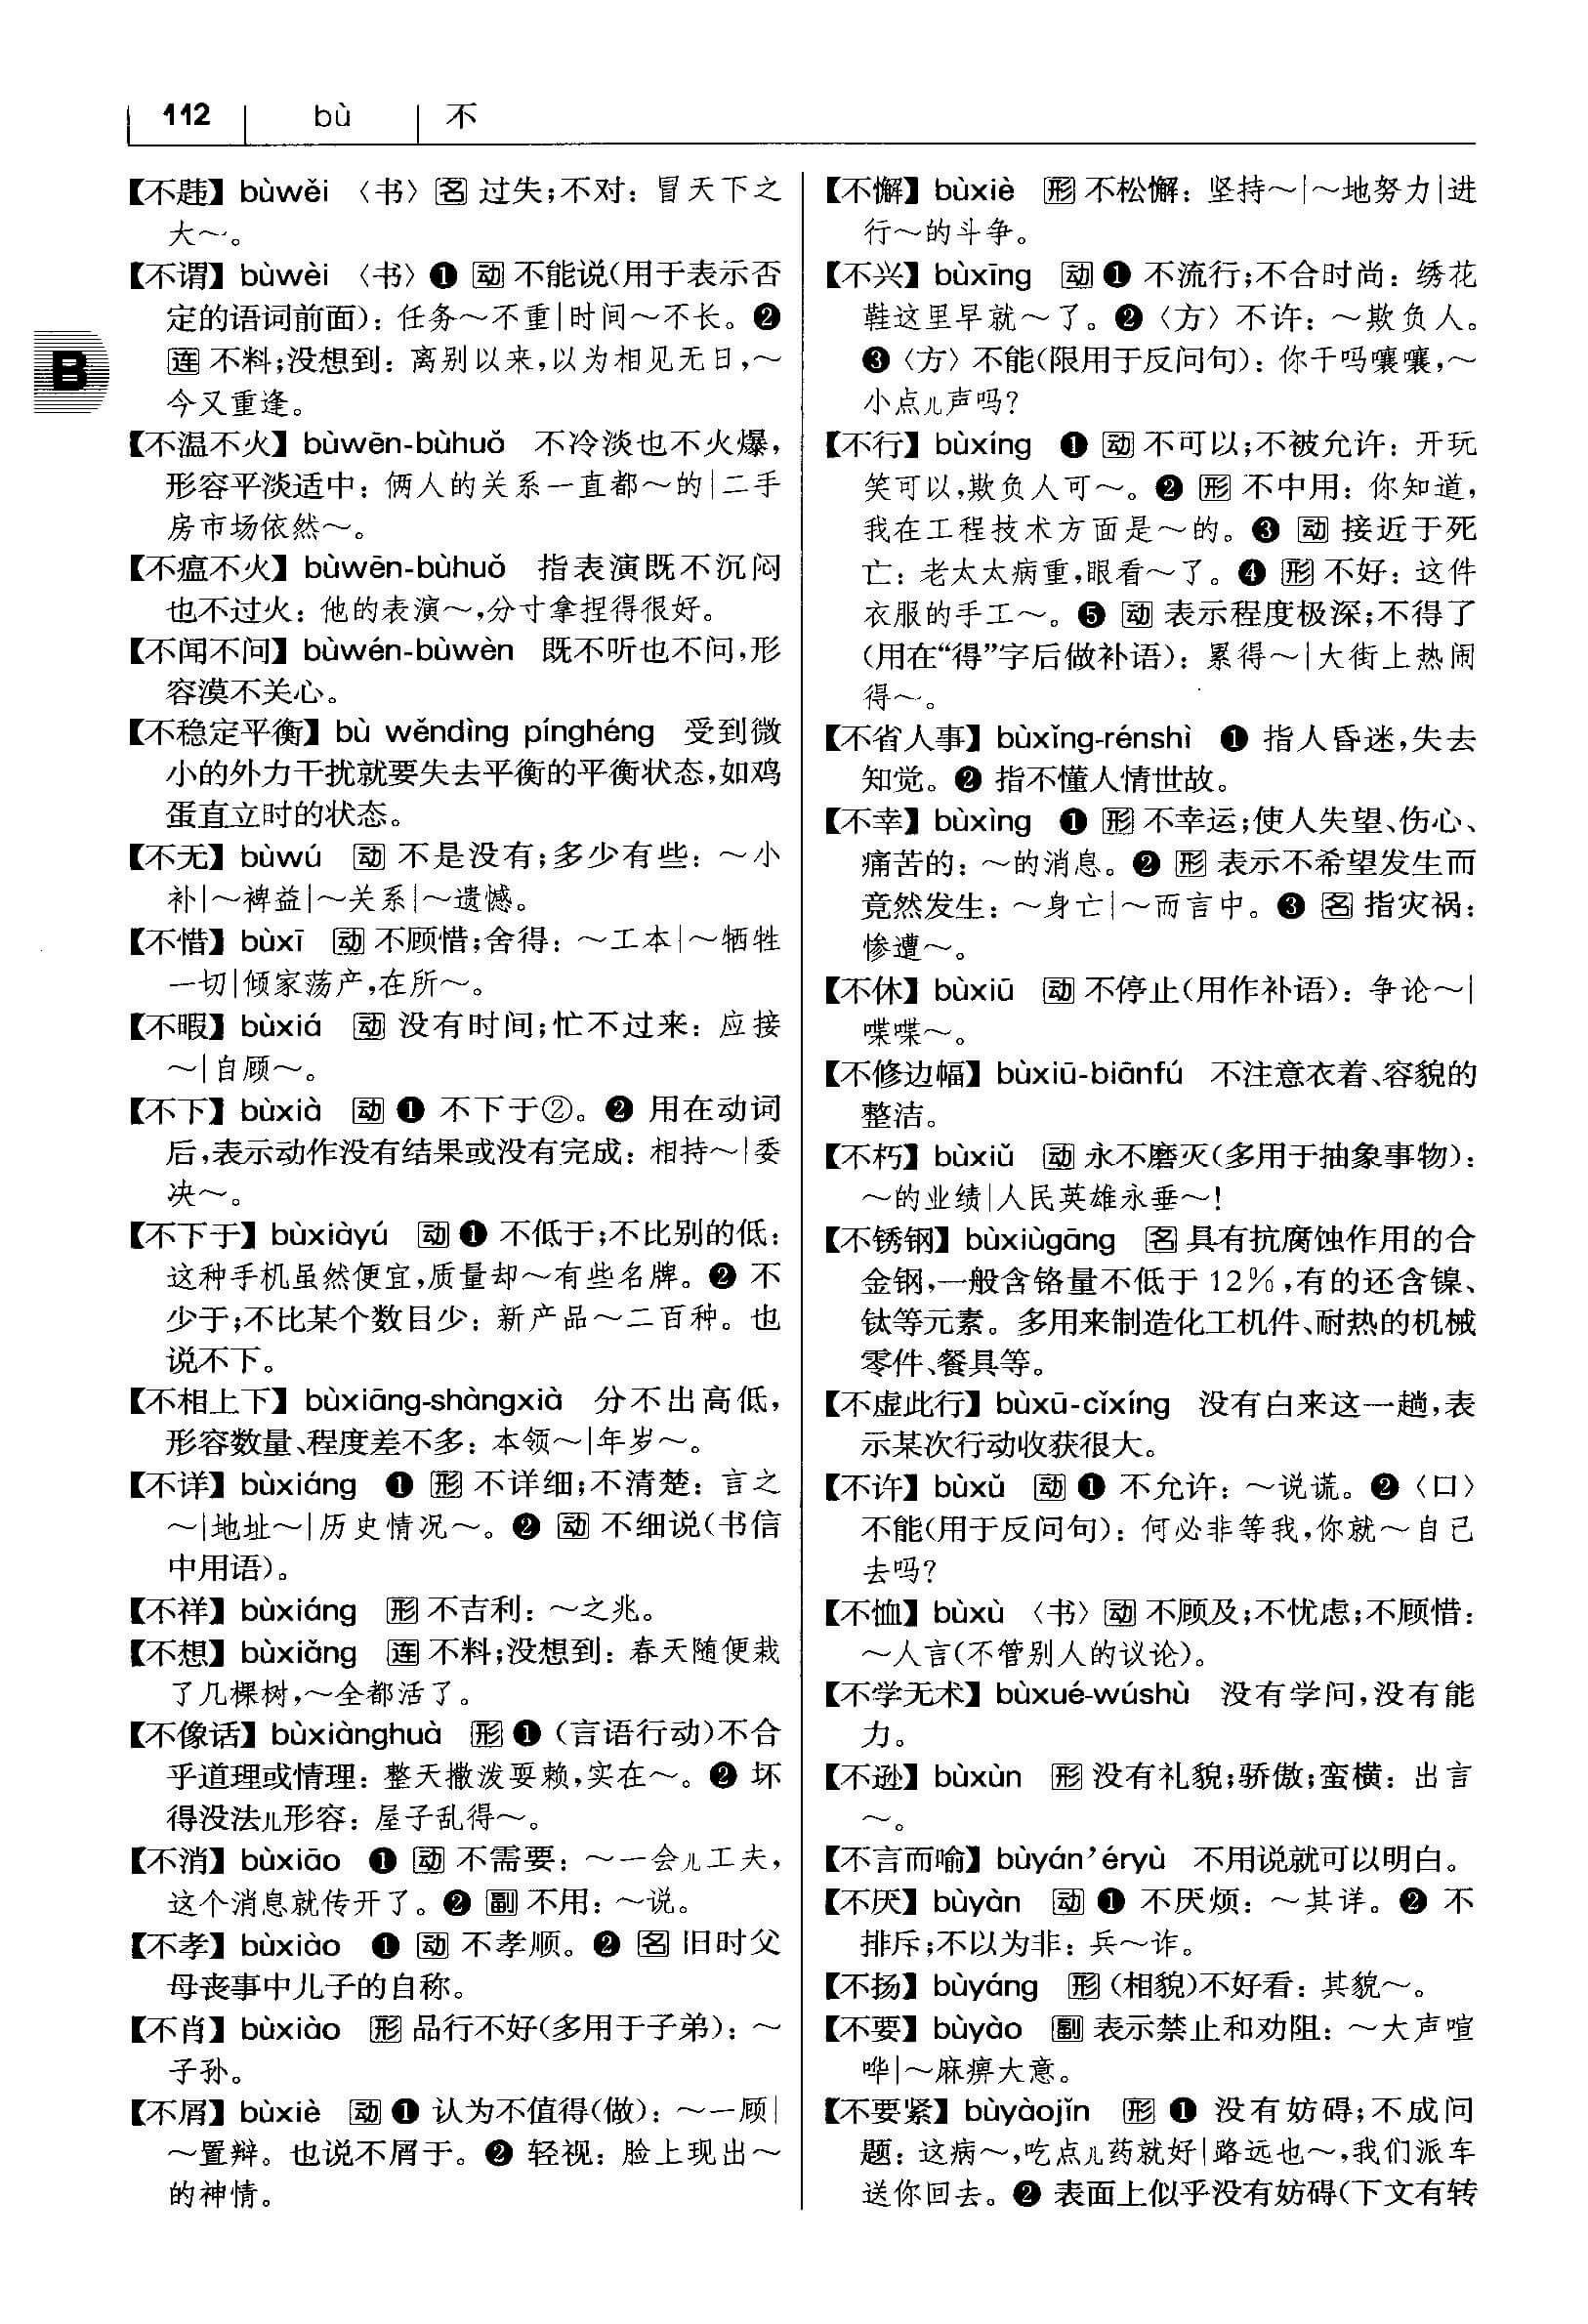 112 bù 不
【不韪】bùwěi 〈书〉名 过失;不对：冒天下之
大～。
【不谓】bùwèi 〈书〉❶ 动 不能说(用于表示否
定的语词前面)：任务～不重|时间～不长。❷
连 不料;没想到：离别以来,以为相见无日,～
今又重逢。
【不温不火】bùwēn-bùhuǒ 不冷淡也不火爆,
形容平淡适中：俩人的关系一直都～的|二手
房市场依然～。
【不瘟不火】bùwēn-bùhuǒ 指表演既不沉闷
也不过火：他的表演～,分寸拿捏得很好。
【不闻不问】bùwén-bùwèn 既不听也不问,形
容漠不关心。
【不稳定平衡】bù wěndìng pínghéng 受到微
小的外力干扰就要失去平衡的平衡状态,如鸡
蛋直立时的状态。
【不无】bùwú 动 不是没有;多少有些：～小
补|～裨益|～关系|～遗憾。
【不惜】bùxī 动 不顾惜;舍得：～工本|～牺牲
一切|倾家荡产,在所～。
【不暇】bùxiá 动 没有时间;忙不过来：应接
～|自顾～。
【不下】bùxià 动 ❶ 不下于②。❷ 用在动词
后,表示动作没有结果或没有完成：相持～|委
决～。
【不下于】bùxiàyú 动 ❶ 不低于;不比别的低：
这种手机虽然便宜,质量却～有些名牌。❷ 不
少于;不比某个数目少：新产品～二百种。也
说不下。
【不相上下】bùxiāng-shàngxià 分不出高低,
形容数量、程度差不多：本领～|年岁～。
【不详】bùxiáng ❶ 形 不详细;不清楚：言之
～|地址～|历史情况～。❷ 动 不细说(书信
中用语)。
【不祥】bùxiáng 形 不吉利：～之兆。
【不想】bùxiǎng 连 不料;没想到：春天随便栽
了几棵树,～全都活了。
【不像话】bùxiànghuà 形 ❶ (言语行动)不合
乎道理或情理：整天撒泼耍赖,实在～。❷ 坏
得没法儿形容：屋子乱得～。
【不消】bùxiāo ❶ 动 不需要：～一会儿工夫,
这个消息就传开了。❷ 副 不用：～说。
【不孝】bùxiào ❶ 动 不孝顺。❷ 名 旧时父
母丧事中儿子的自称。
【不肖】bùxiào 形 品行不好(多用于子弟)：～
子孙。
【不屑】bùxiè 动 ❶ 认为不值得(做)：～一顾|
～置辩。也说不屑于。❷ 轻视：脸上现出～
的神情。
B
【不懈】bùxiè 形 不松懈：坚持～|～地努力|进
行～的斗争。
【不兴】bùxīng 动 ❶ 不流行;不合时尚：绣花
鞋这里早就～了。❷〈方〉不许：～欺负人。
❸〈方〉不能(限用于反问句)：你干吗嚷嚷,～
小点儿声吗?
【不行】bùxíng ❶ 动 不可以;不被允许：开玩
笑可以,欺负人可～。❷ 形 不中用：你知道,
我在工程技术方面是～的。❸ 动 接近于死
亡：老太太病重,眼看～了。❹ 形 不好：这件
衣服的手工～。❺ 动 表示程度极深;不得了
(用在“得”字后做补语)：累得～|大街上热闹
得～。
【不省人事】bùxǐng-rénshì ❶ 指人昏迷,失去
知觉。❷ 指不懂人情世故。
【不幸】bùxìng ❶ 形 不幸运;使人失望、伤心、
痛苦的：～的消息。❷ 形 表示不希望发生而
竟然发生：～身亡|～而言中。❸ 名 指灾祸：
惨遭～。
【不休】bùxiū 动 不停止(用作补语)：争论～|
喋喋～。
【不修边幅】bùxiū-biānfú 不注意衣着、容貌的
整洁。
【不朽】bùxiǔ 动 永不磨灭(多用于抽象事物)：
～的业绩|人民英雄永垂～!
【不锈钢】bùxiùgāng 名 具有抗腐蚀作用的合
金钢,一般含铬量不低于 12%,有的还含镍、
钛等元素。多用来制造化工机件、耐热的机械
零件、餐具等。
【不虚此行】bùxū-cǐxíng 没有白来这一趟,表
示某次行动收获很大。
【不许】bùxǔ 动 ❶ 不允许：～说谎。❷〈口〉
不能(用于反问句)：何必非等我,你就～自己
去吗?
【不恤】bùxù 〈书〉动 不顾及;不忧虑;不顾惜：
～人言(不管别人的议论)。
【不学无术】bùxué-wúshù 没有学问,没有能
力。
【不逊】bùxùn 形 没有礼貌;骄傲;蛮横：出言
～。
【不言而喻】bùyán’éryù 不用说就可以明白。
【不厌】bùyàn 动 ❶ 不厌烦：～其详。❷ 不
排斥;不以为非：兵～诈。
【不扬】bùyáng 形 (相貌)不好看：其貌～。
【不要】bùyào 副 表示禁止和劝阻：～大声喧
哗|～麻痹大意。
【不要紧】bùyàojǐn 形 ❶ 没有妨碍;不成问
题：这病～,吃点儿药就好|路远也～,我们派车
送你回去。❷ 表面上似乎没有妨碍(下文有转